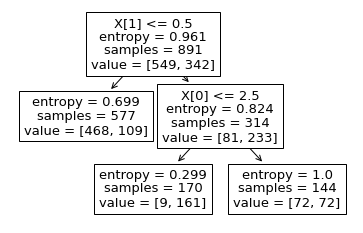 X[1] <= 0.5
entropy = 0.961
samples = 891
value = [549, 342]
entropy = 0.699
samples = 577
value = [468, 109]
X[0] <= 2.5
entropy = 0.824
samples = 314
value = [81, 233]
entropy = 0.299
samples = 170
value = [9, 161]
entropy = 1.0
samples = 144
value = [72, 72]